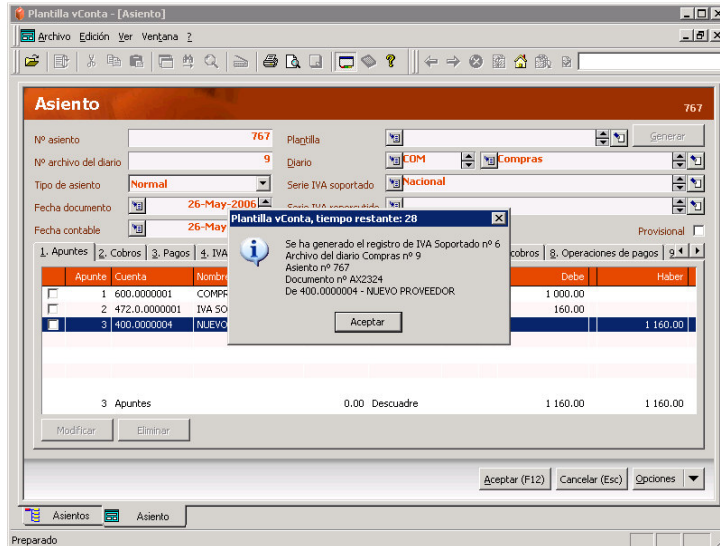 Plantilla vConta - [Asiento]
Archivo Edición Ver Ventana ?
Asiento 767
Nº asiento 767 Plantilla Generar
Nº archivo del diario 9 Diario COM Compras
Tipo de asiento Normal Serie IVA soportado Nacional
Fecha documento 26-May-2006 Serie IVA repercutido
Fecha contable 26-May Provisional
Plantilla vConta, tiempo restante: 28
Se ha generado el registro de IVA Soportado nº 6
Archivo del diario Compras nº 9
Asiento nº 767
Documento nº AX2324
De 400.0000004 - NUEVO PROVEEDOR
Aceptar
1. Apuntes 2. Cobros 3. Pagos 4. IVA cobros 8. Operaciones de pagos 9
Apunte Cuenta Nombre Debe Haber
1 600.0000001 COMPR 1 000.00
2 472.0.0000001 IVA SO 160.00
3 400.0000004 NUEVO 1 160.00
3 Apuntes 0.00 Descuadre 1 160.00 1 160.00
Modificar Eliminar
Aceptar (F12) Cancelar (Esc) Opciones
Asientos Asiento
Preparado